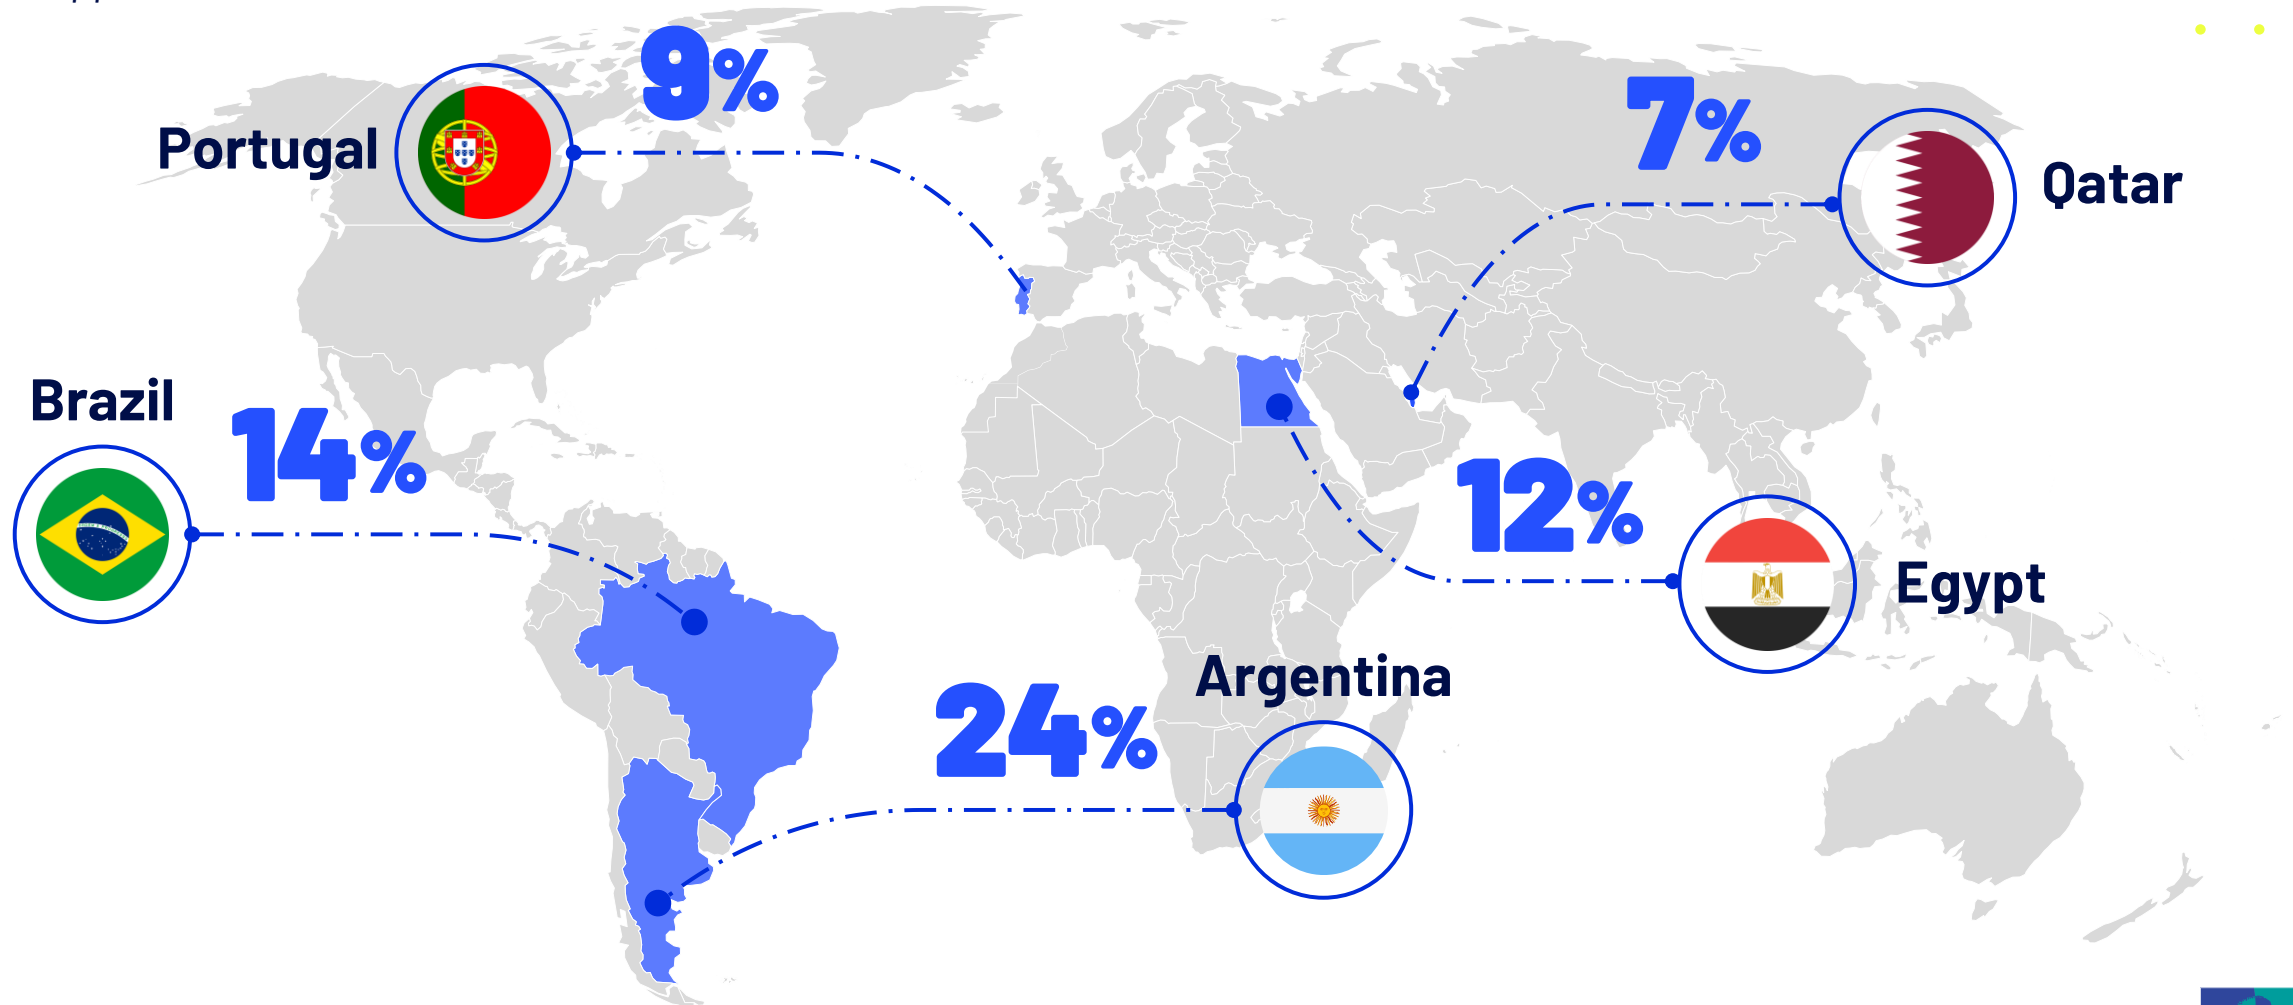 9%
Portugal
7%
Qatar
Brazil
14%
12%
Egypt
Argentina
24%